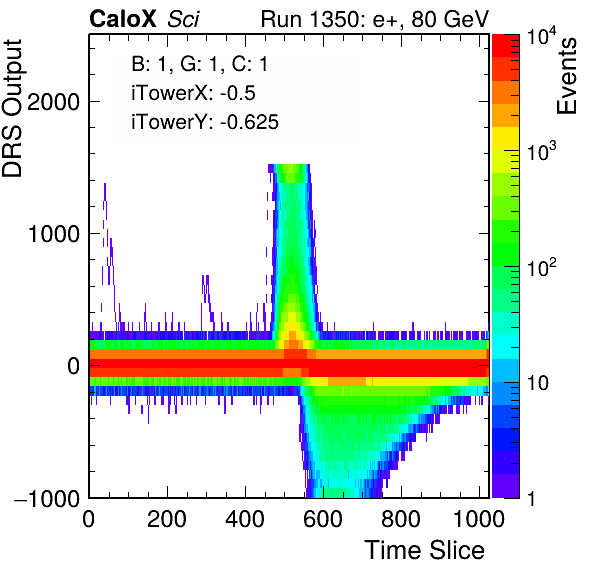 CaloX Sci Run 1350: e+, 80 GeV
B: 1, G: 1, C: 1
iTowerX: -0.5
iTowerY: -0.625
DRS Output
2000
1000
0
−1000
0 200 400 600 800 1000
Time Slice
Events
10^4
10^3
10^2
10
1